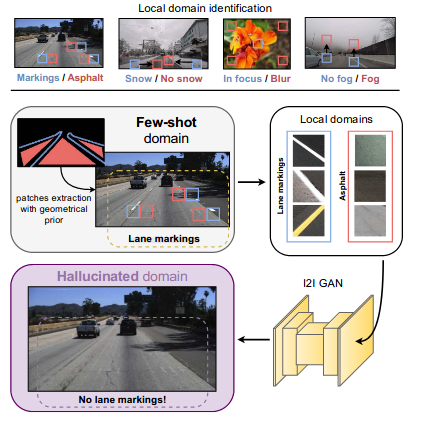 Local domain identification
Markings / Asphalt
Snow / No snow
In focus / Blur
No fog / Fog
Few-shot
domain
patches extraction
with geometrical
prior
Lane markings
Local domains
Lane markings
Asphalt
Hallucinated domain
No lane markings!
I2I GAN